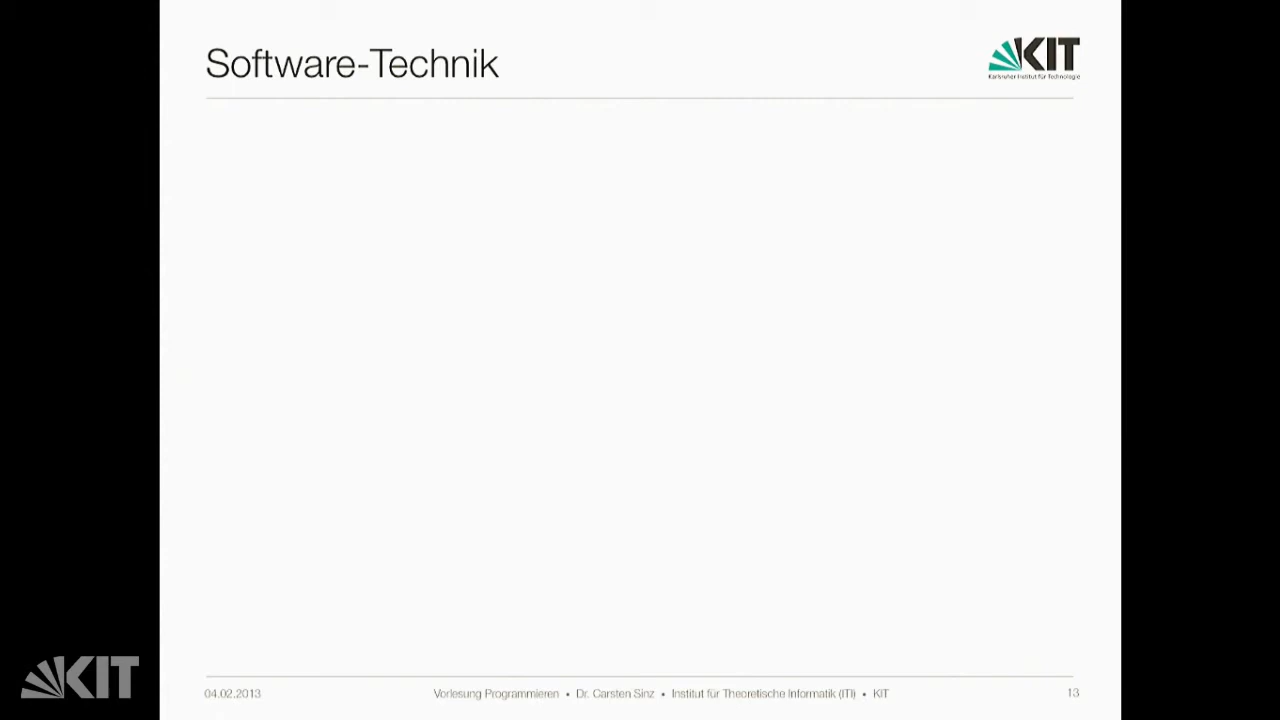 Software-Technik
KIT
Karlsruher Institut für Technologie
KIT
04.02.2013
Vorlesung Programmieren • Dr. Carsten Sinz • Institut für Theoretische Informatik (ITI) • KIT
13